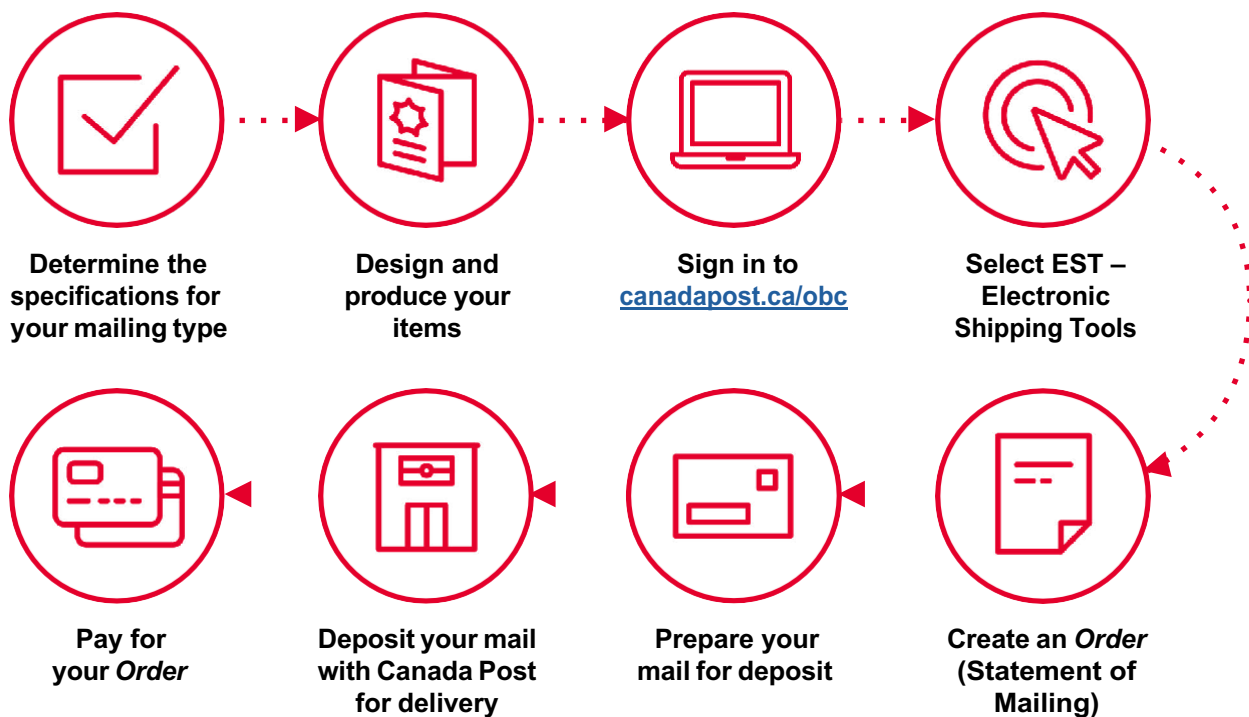 Determine the
specifications for
your mailing type
Design and
produce your
items
Sign in to
canadapost.ca/obc
Select EST –
Electronic
Shipping Tools
Create an Order
(Statement of
Mailing)
Prepare your
mail for deposit
Deposit your mail
with Canada Post
for delivery
Pay for
your Order